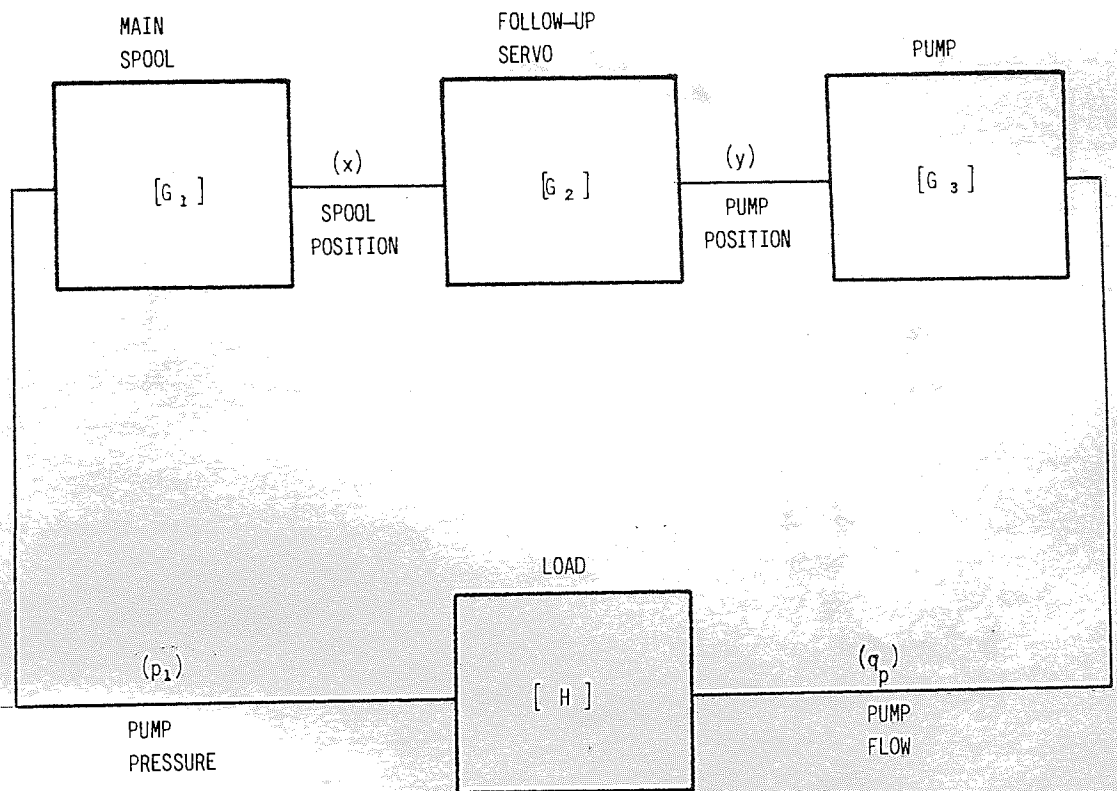 MAIN
SPOOL
FOLLOW-UP
SERVO
PUMP
[G 1]
(x)
SPOOL
POSITION
[G 2]
(y)
PUMP
POSITION
[G 3]
LOAD
(p1)
PUMP
PRESSURE
[ H ]
(qp)
PUMP
FLOW